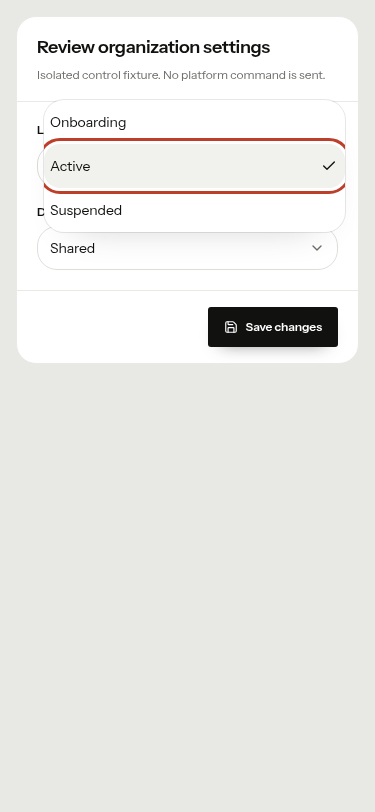 Review organization settings
Isolated control fixture. No platform command is sent.
L
Onboarding
Active
Suspended
D
Shared
Save changes